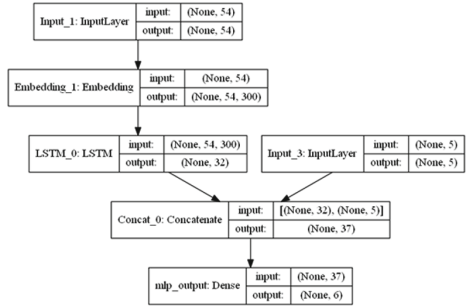 Input_1: InputLayer input: (None, 54)
output: (None, 54)
Embedding_1: Embedding input: (None, 54)
output: (None, 54, 300)
LSTM_0: LSTM input: (None, 54, 300)
output: (None, 32)
Input_3: InputLayer input: (None, 5)
output: (None, 5)
Concat_0: Concatenate input: [(None, 32), (None, 5)]
output: (None, 37)
mlp_output: Dense input: (None, 37)
output: (None, 6)